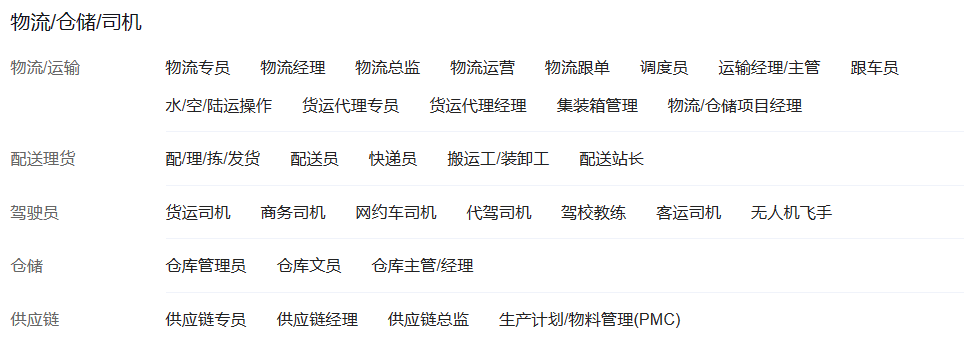 物流/仓储/司机
物流/运输 物流专员 物流经理 物流总监 物流运营 物流跟单 调度员 运输经理/主管 跟车员
水/空/陆运操作 货运代理专员 货运代理经理 集装箱管理 物流/仓储项目经理
配送理货 配/理/拣/发货 配送员 快递员 搬运工/装卸工 配送站长
驾驶员 货运司机 商务司机 网约车司机 代驾司机 驾校教练 客运司机 无人机飞手
仓储 仓库管理员 仓库文员 仓库主管/经理
供应链 供应链专员 供应链经理 供应链总监 生产计划/物料管理(PMC)